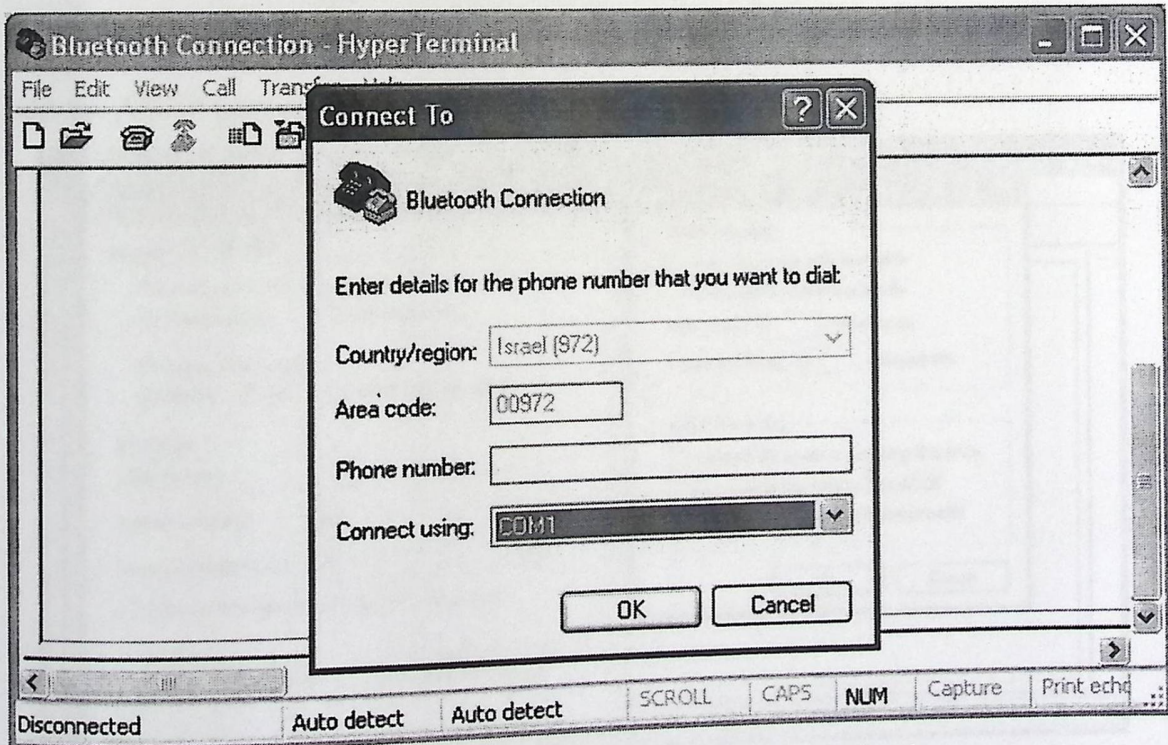 Bluetooth Connection - HyperTerminal
File Edit View Call
Connect To
Bluetooth Connection
Enter details for the phone number that you want to dial:
Country/region: Israel (972)
Area code: 00972
Phone number:
Connect using: COM1
OK Cancel
Disconnected Auto detect Auto detect SCROLL CAPS NUM Capture Print echo